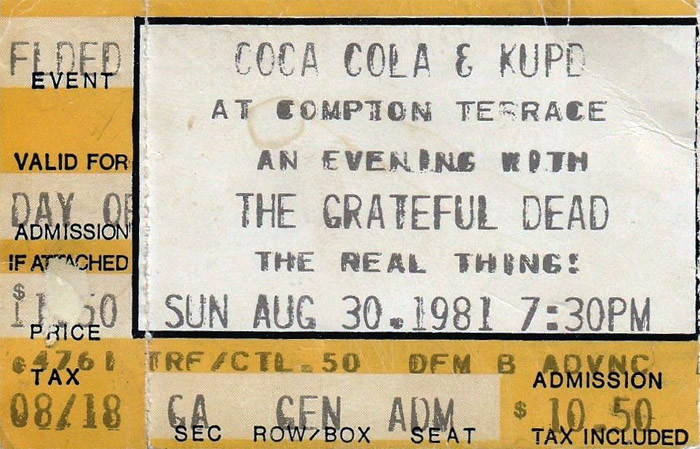 FLDED
EVENT
VALID FOR
DAY OF
ADMISSION
IF ATTACHED
PRICE
TAX
08/18
COCA COLA & KUPD
AT COMPTON TERRACE
AN EVENING WITH
THE GRATEFUL DEAD
THE REAL THING!
SUN AUG 30.1981 7:30PM
TRF/CTL.50 DFM B ADVNC
ADMISSION
GA GEN ADM $ 10.50
SEC ROW/BOX SEAT TAX INCLUDED